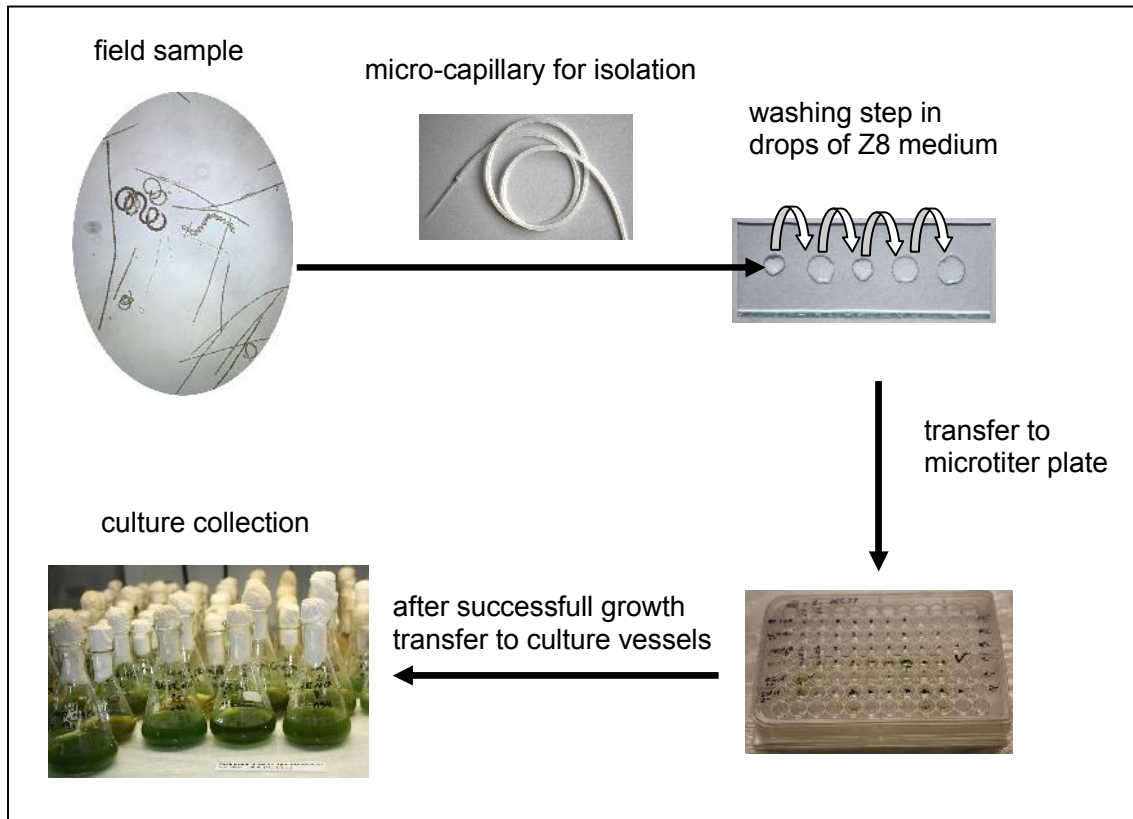 field sample
micro-capillary for isolation
washing step in
drops of Z8 medium
transfer to
microtiter plate
culture collection
after successfull growth
transfer to culture vessels